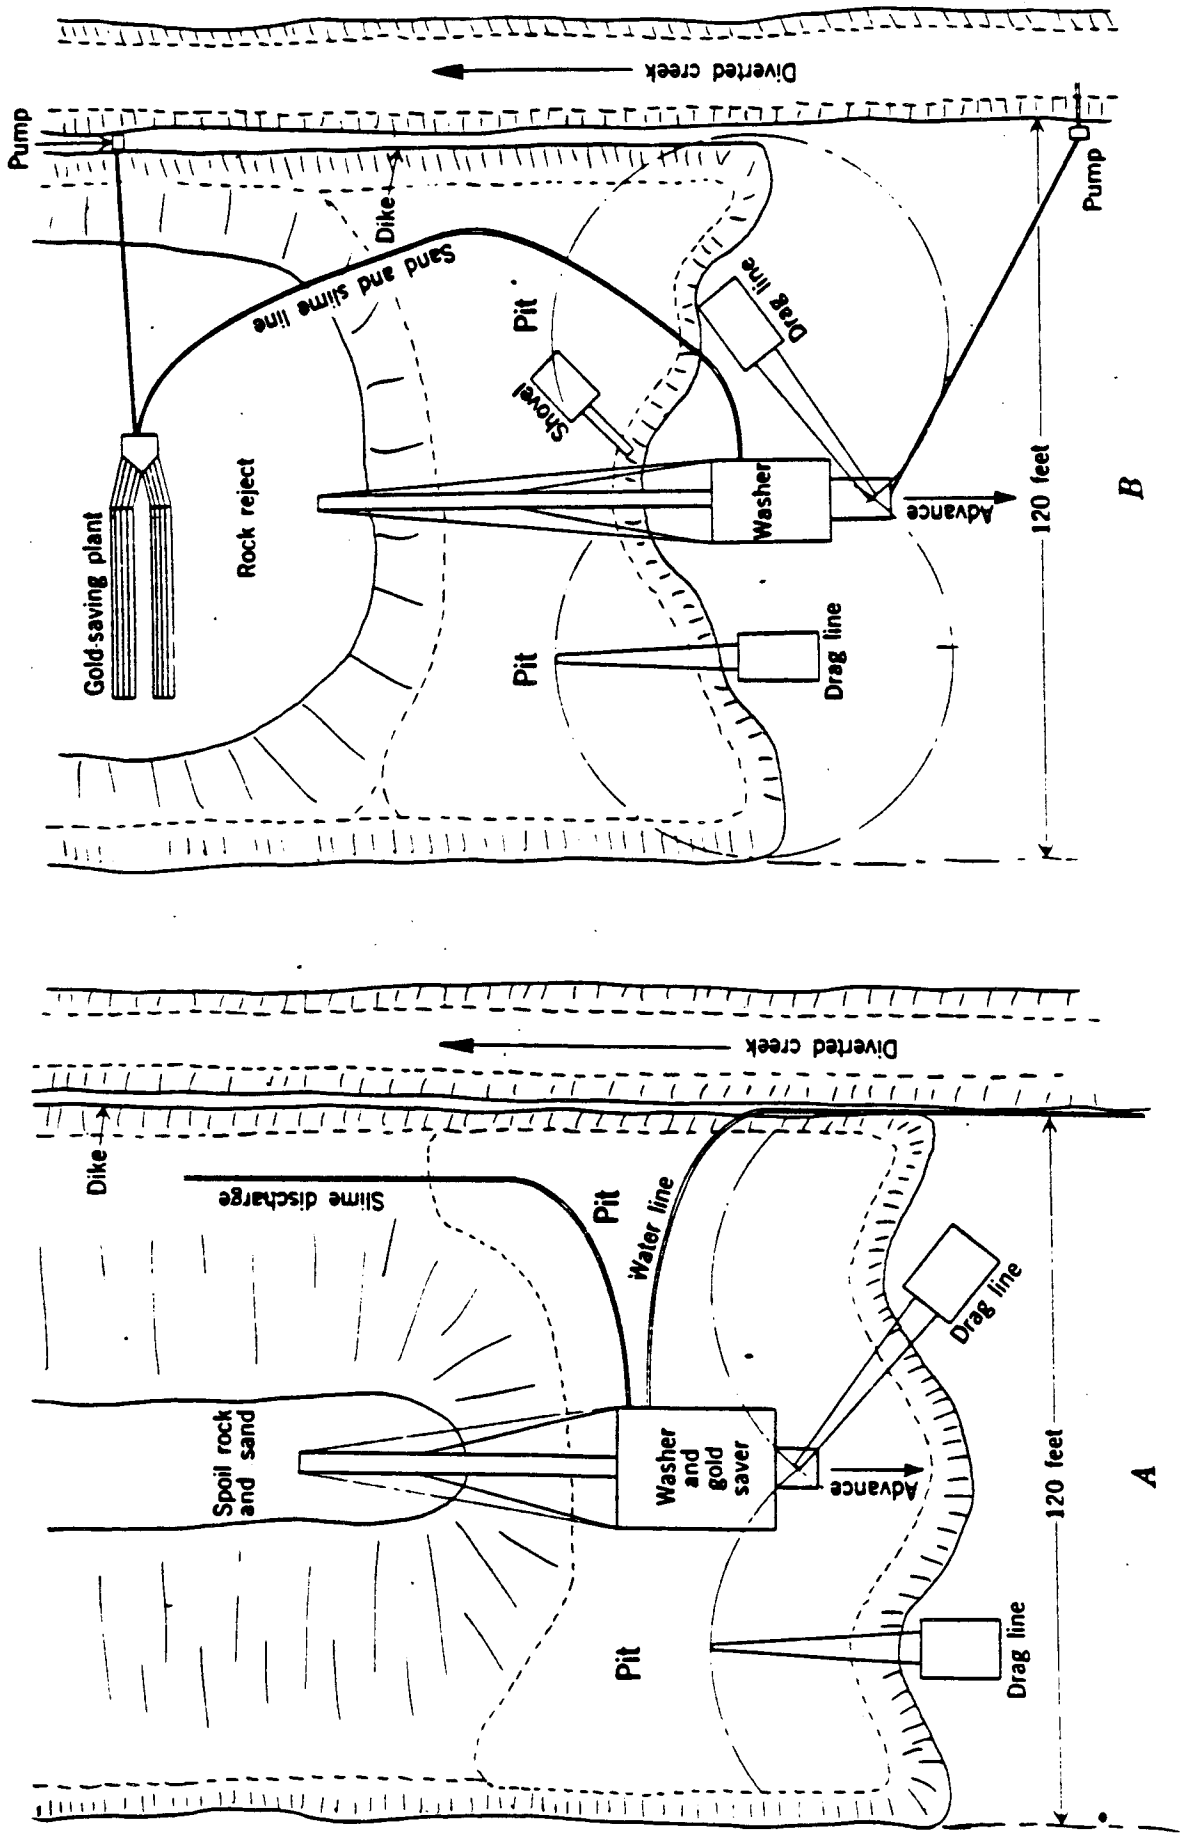 Pump
Diverted creek
Dike
Sand and slime line
Gold-saving plant
Rock reject
Pit
Shovel
Drag line
Washer
Pit
Drag line
Advance
Pump
120 feet
B
Diverted creek
Dike
Slime discharge
Pit
Water line
Spoil rock
and sand
Washer
and
gold
saver
Drag line
Advance
Pit
Drag line
120 feet
A